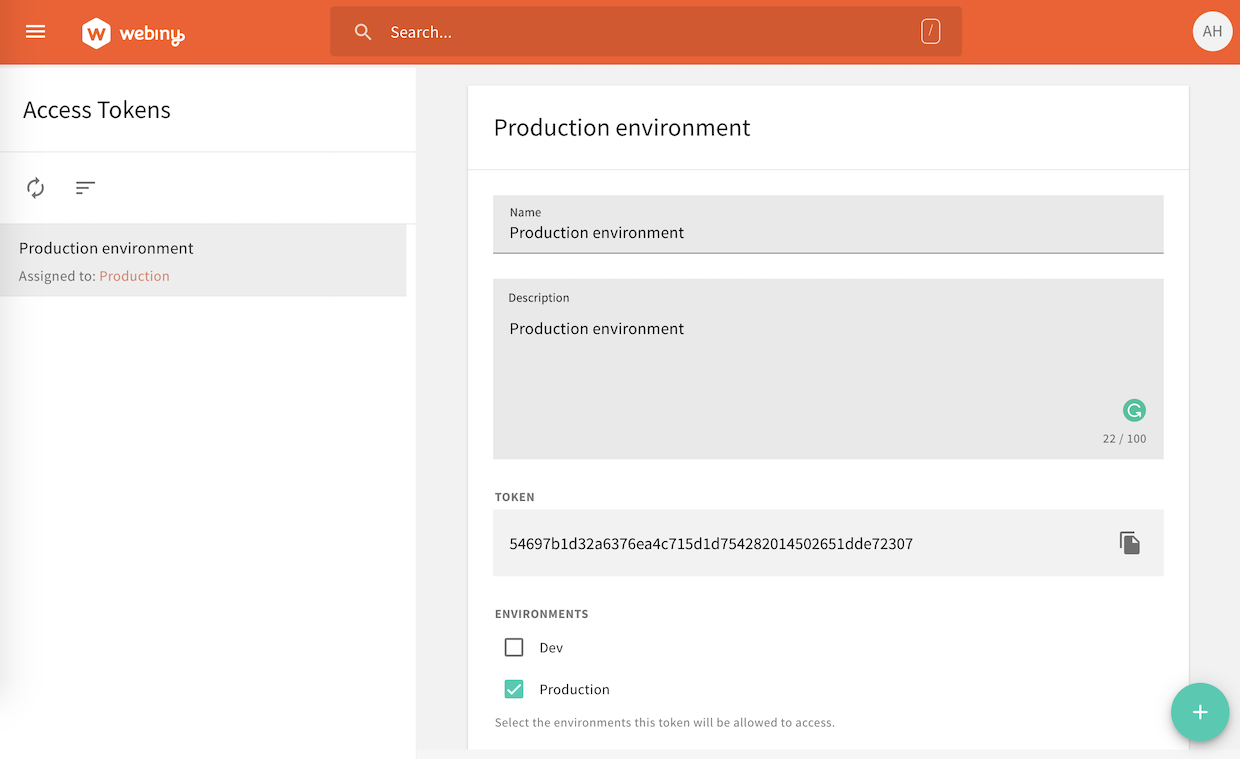 webiny
Search...
/
AH
Access Tokens
Production environment
Assigned to: Production
Production environment
Name
Production environment
Description
Production environment
22 / 100
TOKEN
54697b1d32a6376ea4c715d1d754282014502651dde72307
ENVIRONMENTS
Dev
Production
Select the environments this token will be allowed to access.